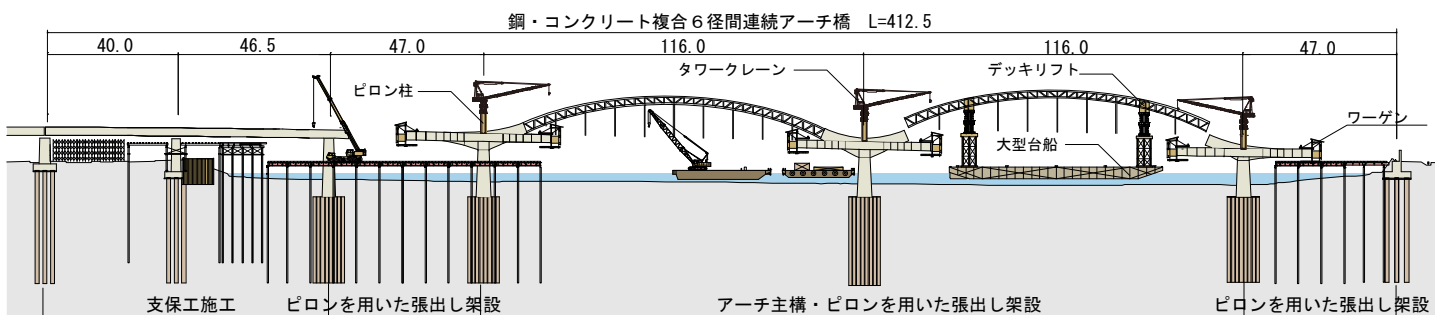 鋼・コンクリート複合６径間連続アーチ橋　L=412.5
40.0 46.5 47.0 116.0 116.0 47.0
タワークレーン デッキリフト
ピロン柱 ワーゲン
大型台船
支保工施工 ピロンを用いた張出し架設 アーチ主構・ピロンを用いた張出し架設 ピロンを用いた張出し架設